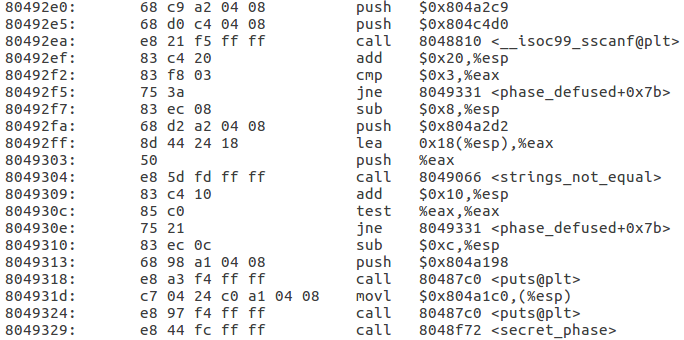 80492e0: 68 c9 a2 04 08 push $0x804a2c9
80492e5: 68 d0 c4 04 08 push $0x804c4d0
80492ea: e8 21 f5 ff ff call 8048810 <__isoc99_sscanf@plt>
80492ef: 83 c4 20 add $0x20,%esp
80492f2: 83 f8 03 cmp $0x3,%eax
80492f5: 75 3a jne 8049331 <phase_defused+0x7b>
80492f7: 83 ec 08 sub $0x8,%esp
80492fa: 68 d2 a2 04 08 push $0x804a2d2
80492ff: 8d 44 24 18 lea 0x18(%esp),%eax
8049303: 50 push %eax
8049304: e8 5d fd ff ff call 8049066 <strings_not_equal>
8049309: 83 c4 10 add $0x10,%esp
804930c: 85 c0 test %eax,%eax
804930e: 75 21 jne 8049331 <phase_defused+0x7b>
8049310: 83 ec 0c sub $0xc,%esp
8049313: 68 98 a1 04 08 push $0x804a198
8049318: e8 a3 f4 ff ff call 80487c0 <puts@plt>
804931d: c7 04 24 c0 a1 04 08 movl $0x804a1c0,(%esp)
8049324: e8 97 f4 ff ff call 80487c0 <puts@plt>
8049329: e8 44 fc ff ff call 8048f72 <secret_phase>